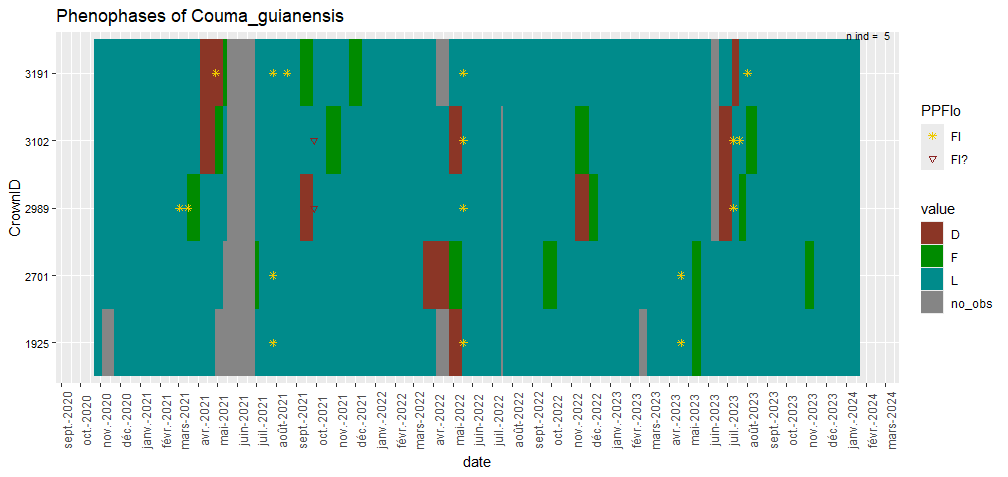 Phenophases of Couma_guianensis
n ind = 5
CrownID
3191
3102
2989
2701
1925
sept.-2020
oct.-2020
nov.-2020
déc.-2020
janv.-2021
févr.-2021
mars-2021
avr.-2021
mai-2021
juin-2021
juil.-2021
août-2021
sept.-2021
oct.-2021
nov.-2021
déc.-2021
janv.-2022
févr.-2022
mars-2022
avr.-2022
mai-2022
juin-2022
juil.-2022
août-2022
sept.-2022
oct.-2022
nov.-2022
déc.-2022
janv.-2023
févr.-2023
mars-2023
avr.-2023
mai-2023
juin-2023
juil.-2023
août-2023
sept.-2023
oct.-2023
nov.-2023
déc.-2023
janv.-2024
févr.-2024
mars-2024
date
PPFlo
Fl
Fl?
value
D
F
L
no_obs